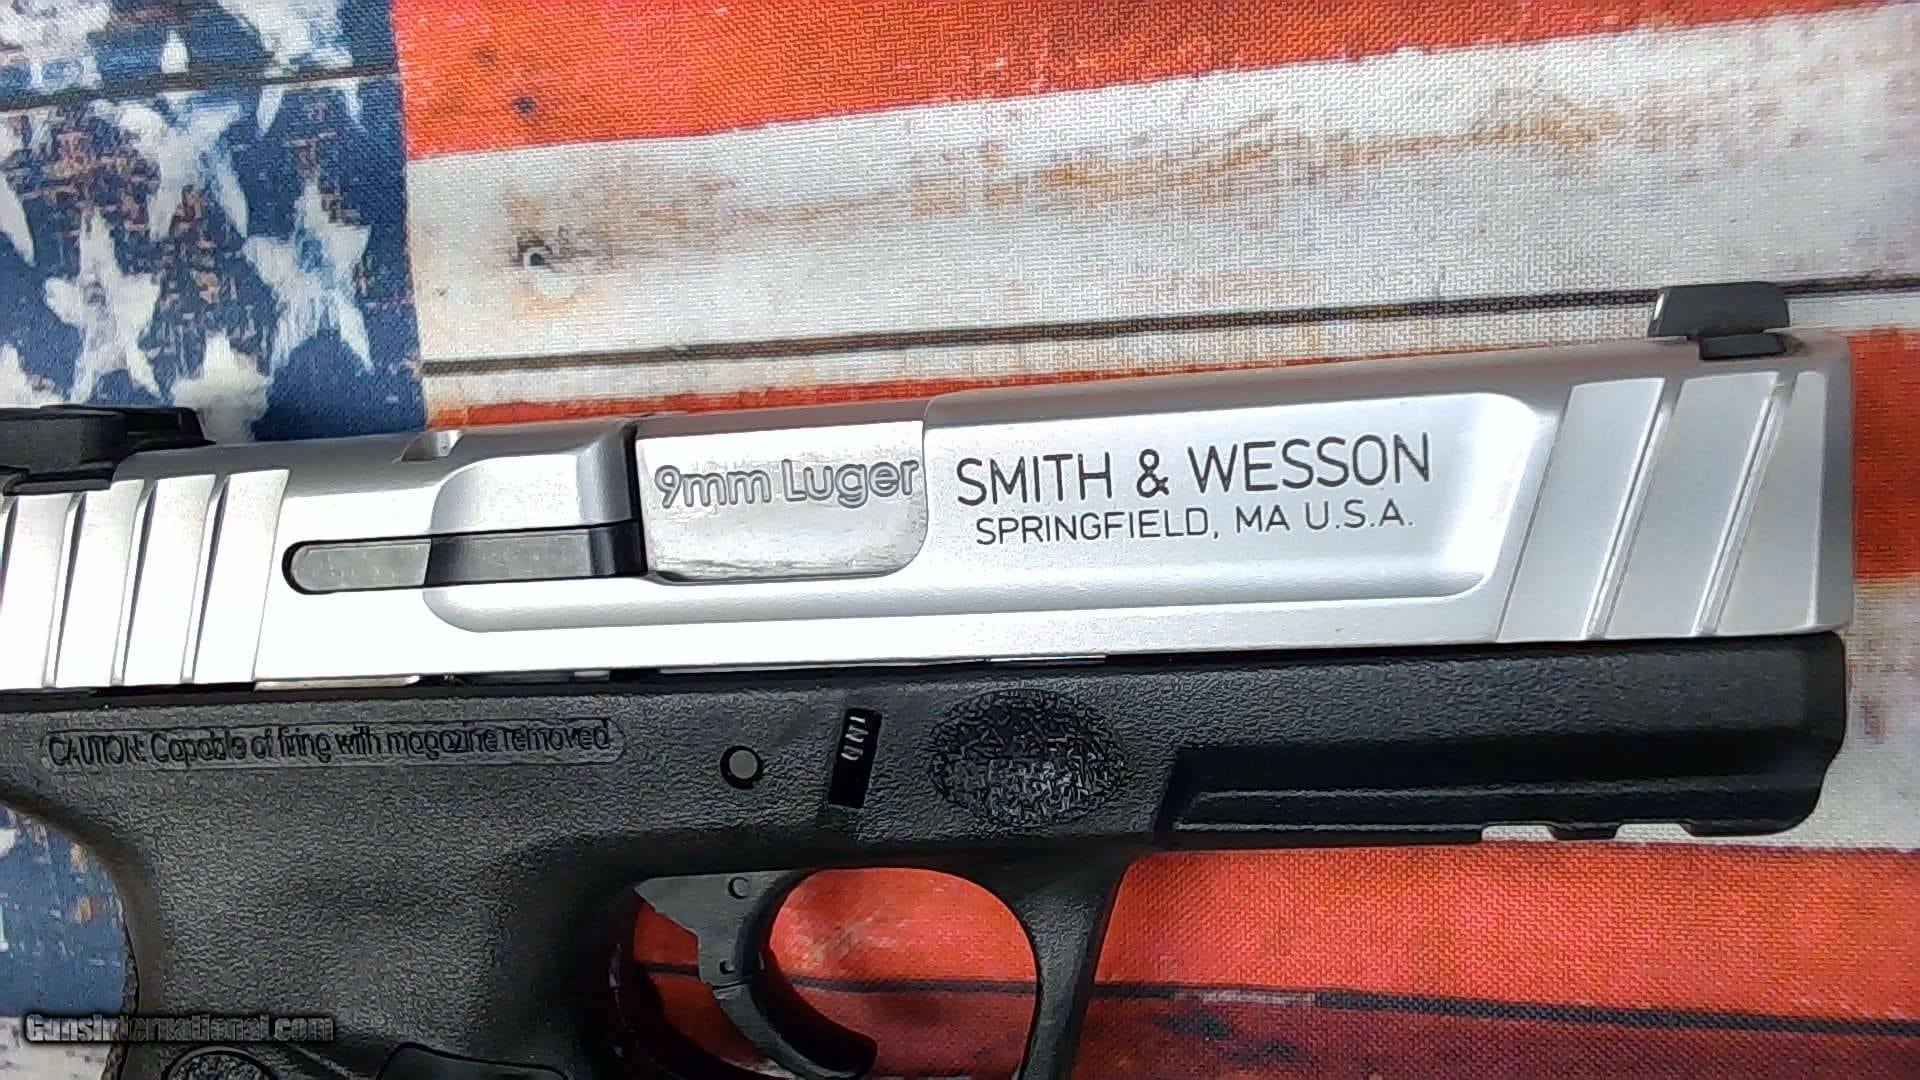 9mm Luger
SMITH & WESSON
SPRINGFIELD, MA U.S.A.
CAUTION: Capable of firing with magazine removed
GunsInternational.com